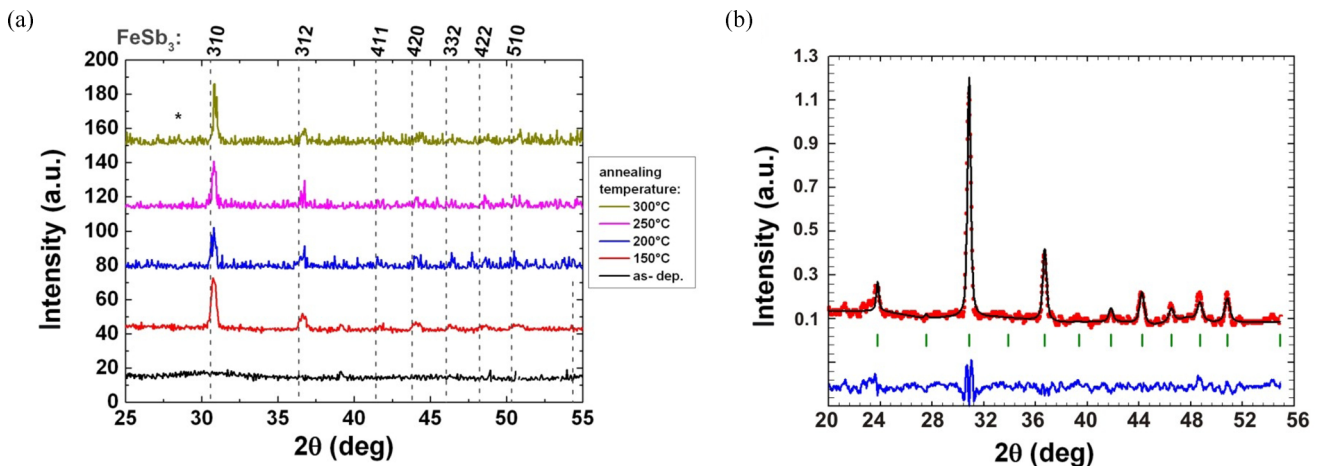 (a)
FeSb3:
310
312
411
420
332
422
510
200
180
160
140
120
100
80
60
40
20
0
*
Intensity (a.u.)
25 30 35 40 45 50 55
2θ (deg)
annealing
temperature:
300°C
250°C
200°C
150°C
as- dep.
(b)
1.3
1.1
0.9
0.7
0.5
0.3
0.1
Intensity (a.u.)
20 24 28 32 36 40 44 48 52 56
2θ (deg)